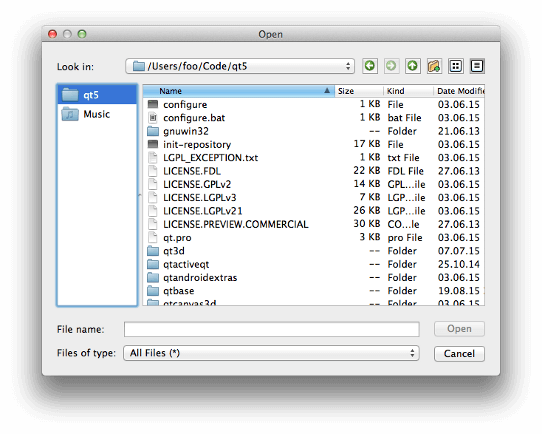 Open
Look in: /Users/foo/Code/qt5
qt5
Music
Name Size Kind Date Modifie
configure 1 KB File 03.06.15
configure.bat 1 KB bat File 03.06.15
gnuwin32 -- Folder 21.06.13
init-repository 17 KB File 03.06.15
LGPL_EXCEPTION.txt 1 KB txt File 03.06.15
LICENSE.FDL 22 KB FDL File 27.06.13
LICENSE.GPLv2 14 KB GPL...ile 03.06.15
LICENSE.LGPLv3 7 KB LGP...ile 03.06.15
LICENSE.LGPLv21 26 KB LGP...ile 03.06.15
LICENSE.PREVIEW.COMMERCIAL 30 KB CO...le 27.06.13
qt.pro 3 KB pro File 03.06.15
qt3d -- Folder 07.07.15
qtactiveqt -- Folder 25.10.14
qtandroidextras -- Folder 03.06.15
qtbase -- Folder 19.08.15
qtcanvas3d -- Folder 03.06.15
File name: Open
Files of type: All Files (*) Cancel